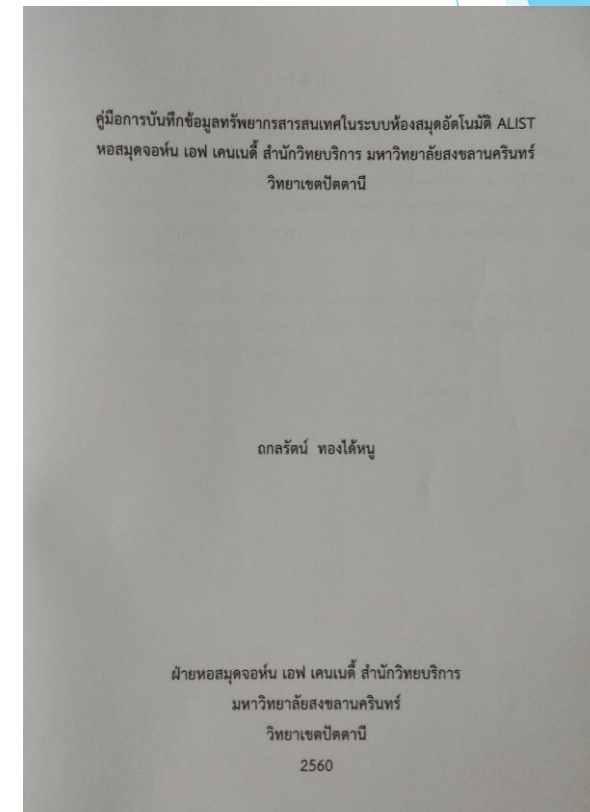 คู่มือการบันทึกข้อมูลทรัพยากรสารสนเทศในระบบห้องสมุดอัตโนมัติ ALIST
หอสมุดจอห์น เอฟ เคนเนดี้ สำนักวิทยบริการ มหาวิทยาลัยสงขลานครินทร์
วิทยาเขตปัตตานี
ถกลรัตน์ ทองได้หนู
ฝ่ายหอสมุดจอห์น เอฟ เคนเนดี้ สำนักวิทยบริการ
มหาวิทยาลัยสงขลานครินทร์
วิทยาเขตปัตตานี
2560